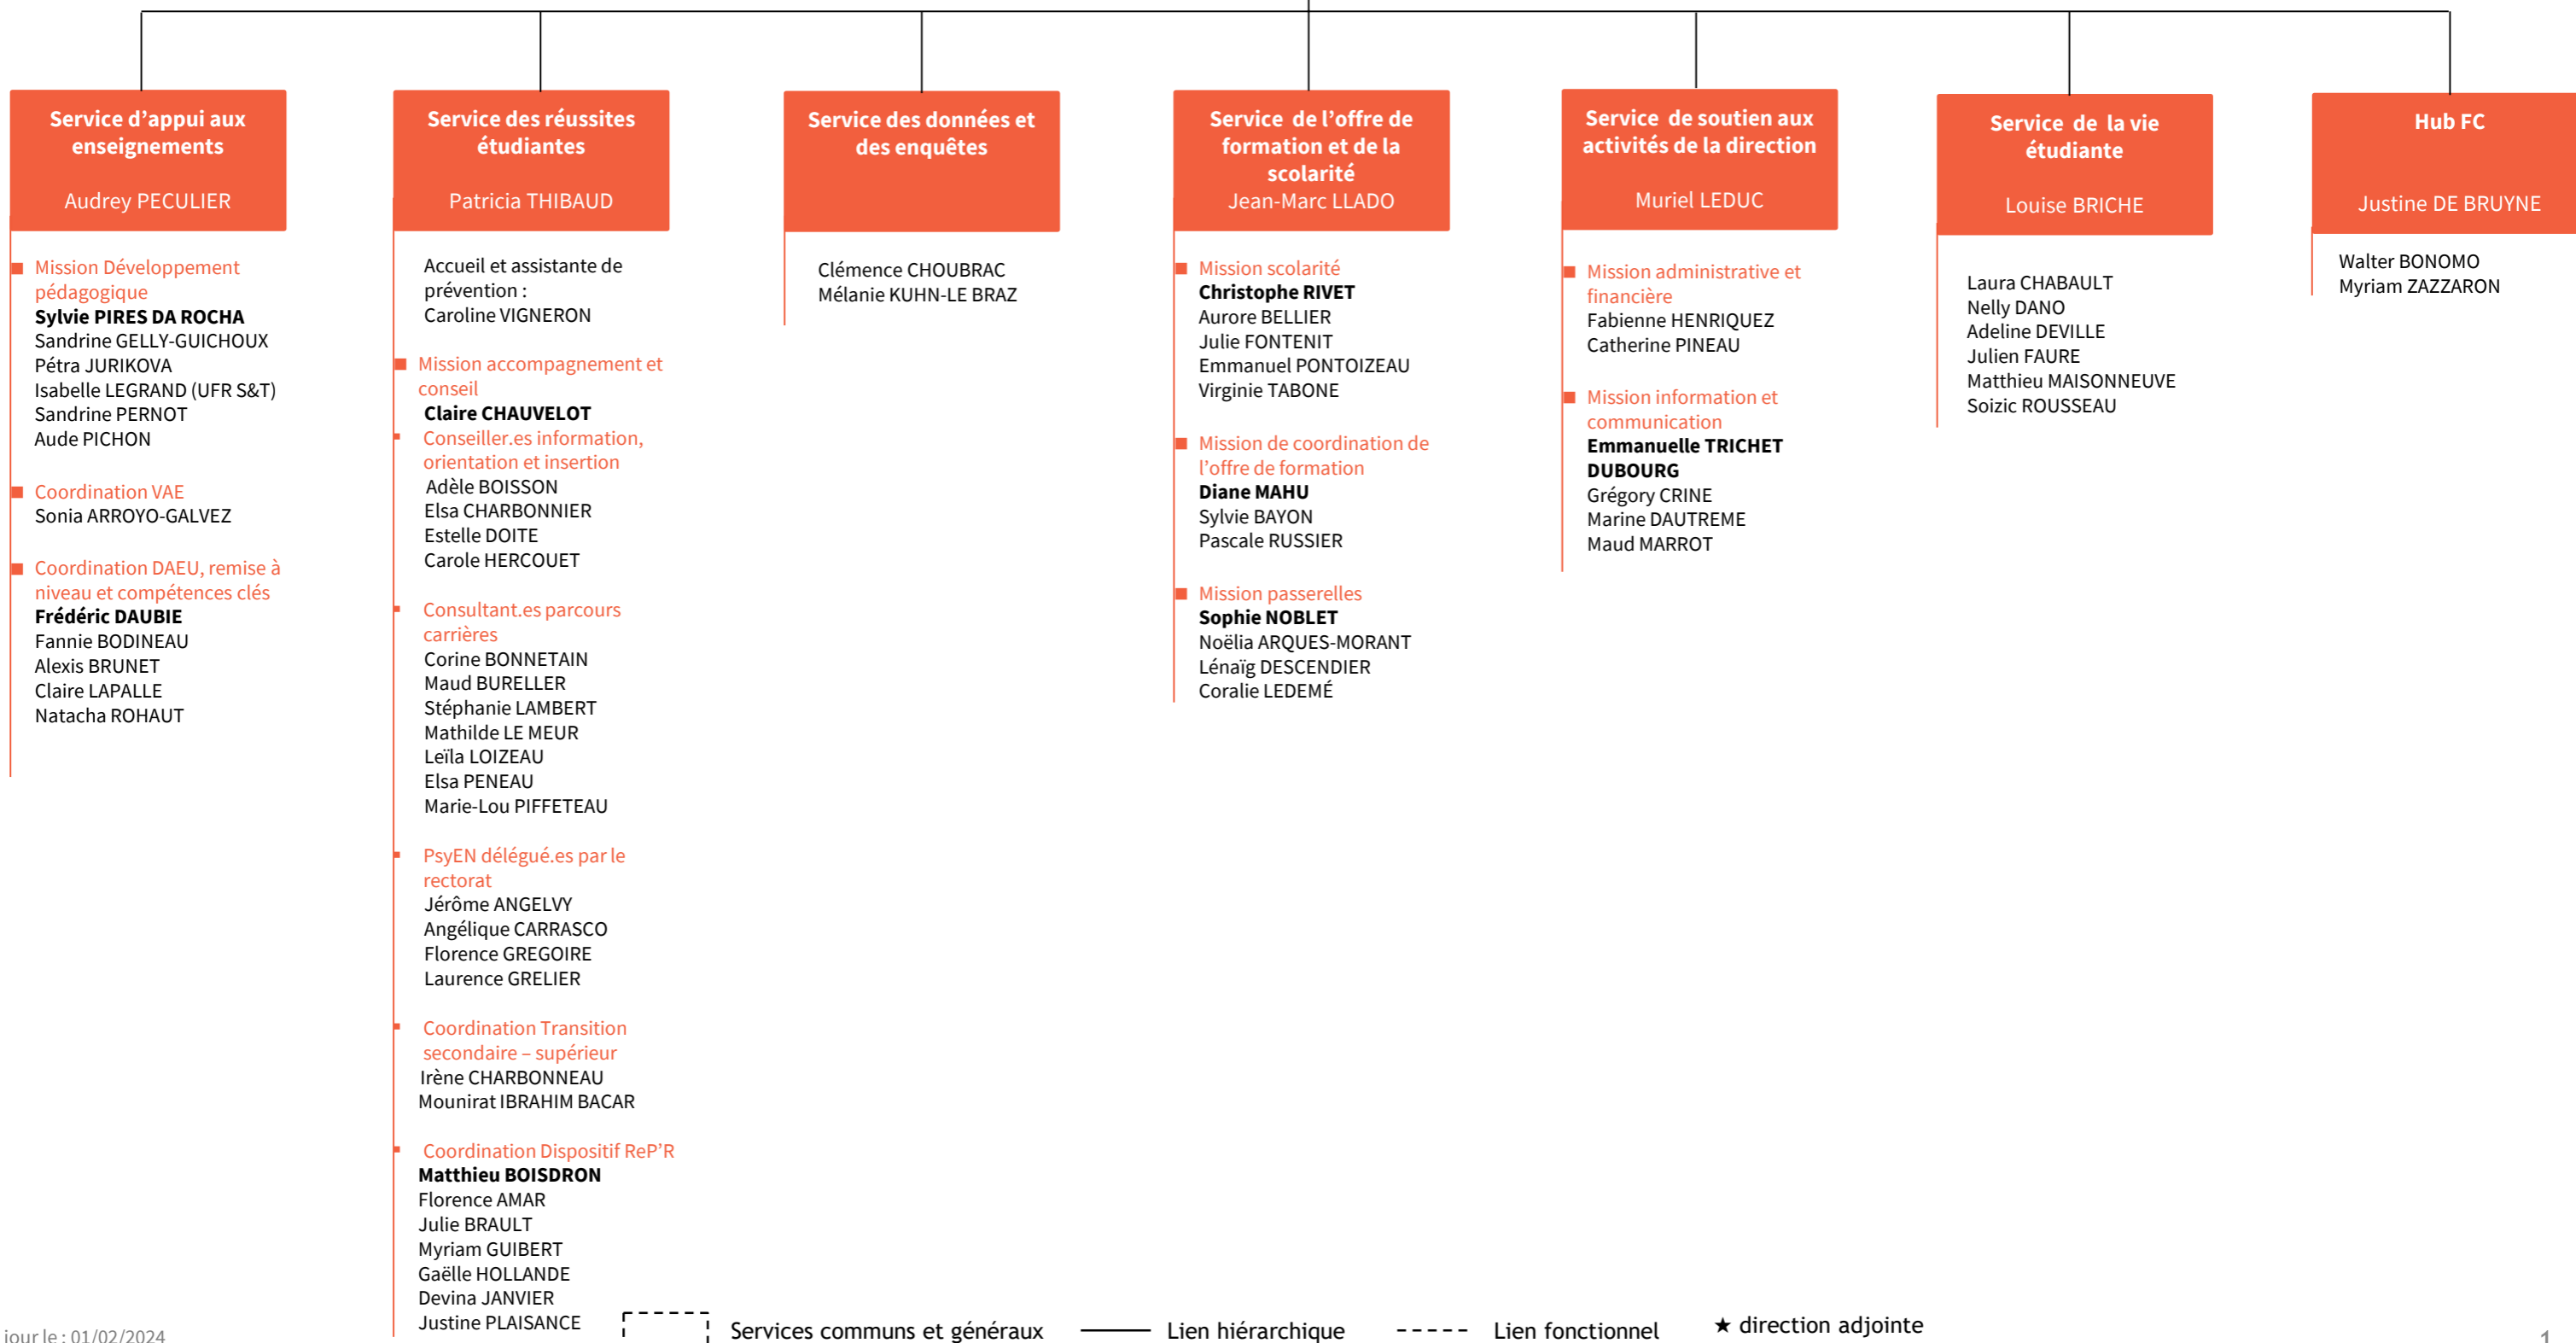 Service d’appui aux
enseignements
Audrey PECULIER
Mission Développement
pédagogique
Sylvie PIRES DA ROCHA
Sandrine GELLY-GUICHOUX
Pétra JURIKOVA
Isabelle LEGRAND (UFR S&T)
Sandrine PERNOT
Aude PICHON
Coordination VAE
Sonia ARROYO-GALVEZ
Coordination DAEU, remise à
niveau et compétences clés
Frédéric DAUBIE
Fannie BODINEAU
Alexis BRUNET
Claire LAPALLE
Natacha ROHAUT
Service des réussites
étudiantes
Patricia THIBAUD
Accueil et assistante de
prévention :
Caroline VIGNERON
Mission accompagnement et
conseil
Claire CHAUVELOT
Conseiller.es information,
orientation et insertion
Adèle BOISSON
Elsa CHARBONNIER
Estelle DOITE
Carole HERCOUET
Consultant.es parcours
carrières
Corine BONNETAIN
Maud BURELLER
Stéphanie LAMBERT
Mathilde LE MEUR
Leïla LOIZEAU
Elsa PENEAU
Marie-Lou PIFFETEAU
PsyEN délégué.es par le
rectorat
Jérôme ANGELVY
Angélique CARRASCO
Florence GREGOIRE
Laurence GRELIER
Coordination Transition
secondaire – supérieur
Irène CHARBONNEAU
Mounirat IBRAHIM BACAR
Coordination Dispositif ReP’R
Matthieu BOISDRON
Florence AMAR
Julie BRAULT
Myriam GUIBERT
Gaëlle HOLLANDE
Devina JANVIER
Justine PLAISANCE
Service des données et
des enquêtes
Clémence CHOUBRAC
Mélanie KUHN-LE BRAZ
Service de l’offre de
formation et de la
scolarité
Jean-Marc LLADO
Mission scolarité
Christophe RIVET
Aurore BELLIER
Julie FONTENIT
Emmanuel PONTOIZEAU
Virginie TABONE
Mission de coordination de
l’offre de formation
Diane MAHU
Sylvie BAYON
Pascale RUSSIER
Mission passerelles
Sophie NOBLET
Noëlia ARQUES-MORANT
Lénaïg DESCENDIER
Coralie LEDEMÉ
Service de soutien aux
activités de la direction
Muriel LEDUC
Mission administrative et
financière
Fabienne HENRIQUEZ
Catherine PINEAU
Mission information et
communication
Emmanuelle TRICHET
DUBOURG
Grégory CRINE
Marine DAUTREME
Maud MARROT
Service de la vie
étudiante
Louise BRICHE
Laura CHABAULT
Nelly DANO
Adeline DEVILLE
Julien FAURE
Matthieu MAISONNEUVE
Soizic ROUSSEAU
Hub FC
Justine DE BRUYNE
Walter BONOMO
Myriam ZAZZARON
jour le : 01/02/2024
Services communs et généraux
Lien hiérarchique
Lien fonctionnel
★ direction adjointe
1